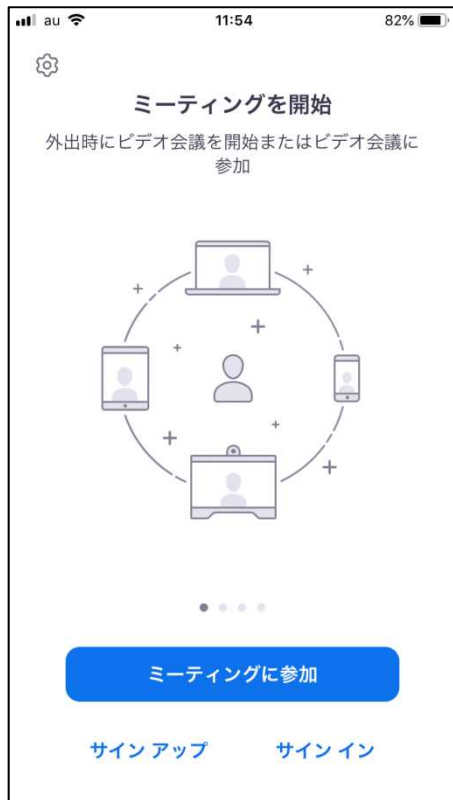 au 11:54 82%
ミーティングを開始
外出時にビデオ会議を開始またはビデオ会議に
参加
ミーティングに参加
サイン アップ サイン イン